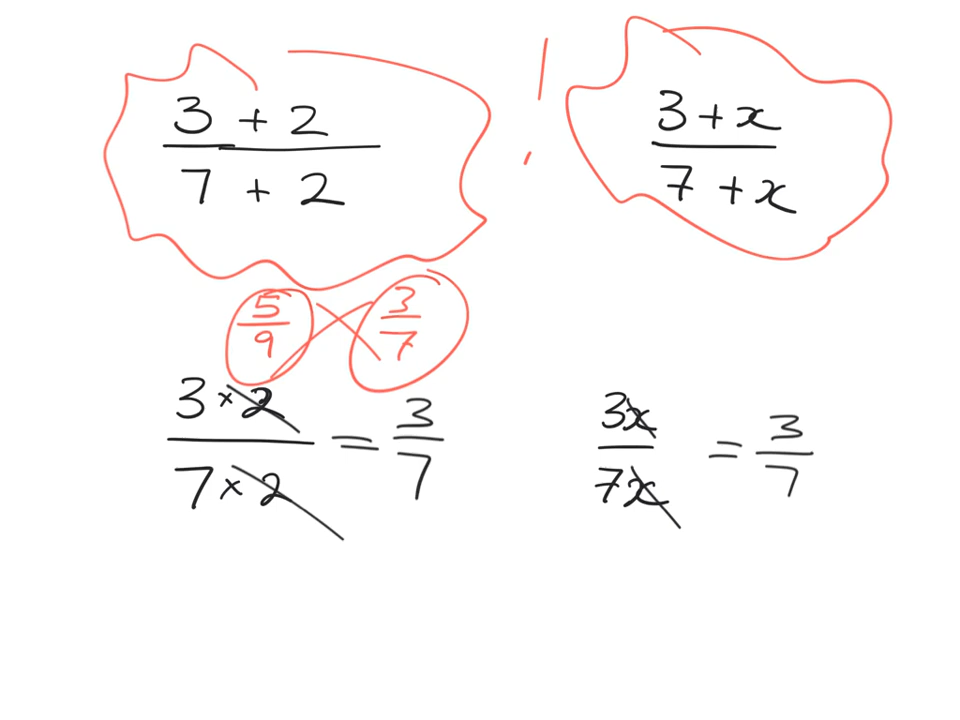 3 + 2
7 + 2
!
3 + x
7 + x
5
9
3
7
3 × 2
7 × 2
=
3
7
3x
7x
=
3
7